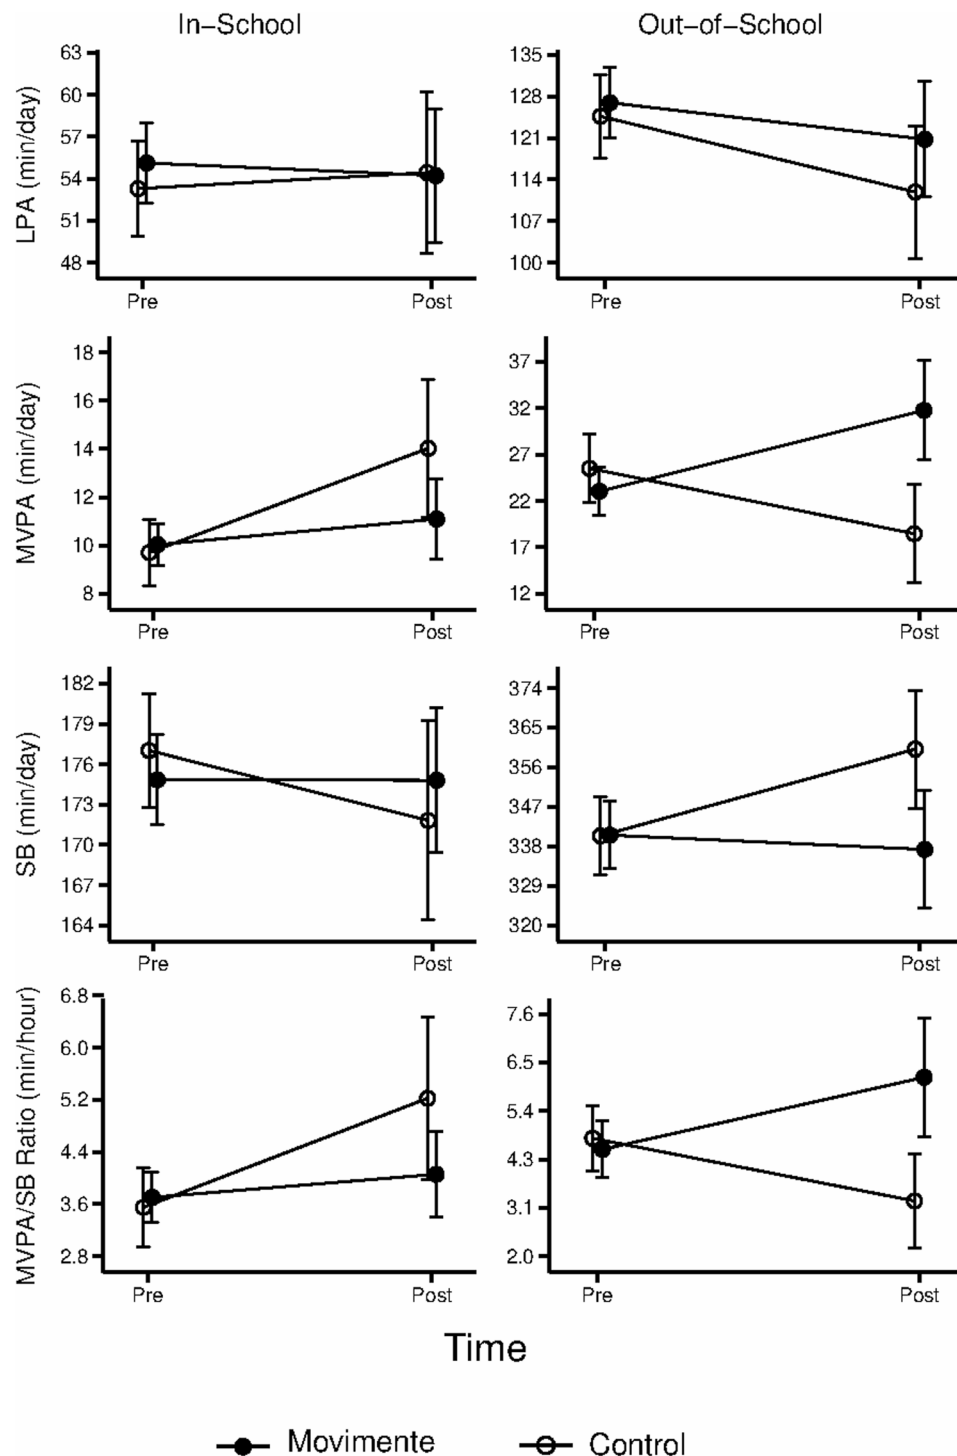 In-School
Out-of-School
LPA (min/day)
63
60
57
54
51
48
Pre
Post
135
128
121
114
107
100
Pre
Post
MVPA (min/day)
18
16
14
12
10
8
Pre
Post
37
32
27
22
17
12
Pre
Post
SB (min/day)
182
179
176
173
170
167
164
Pre
Post
374
365
356
347
338
329
320
Pre
Post
MVPA/SB Ratio (min/hour)
6.8
6.0
5.2
4.4
3.6
2.8
Pre
Post
7.6
6.5
5.4
4.3
3.1
2.0
Pre
Post
Time
Movimente
Control